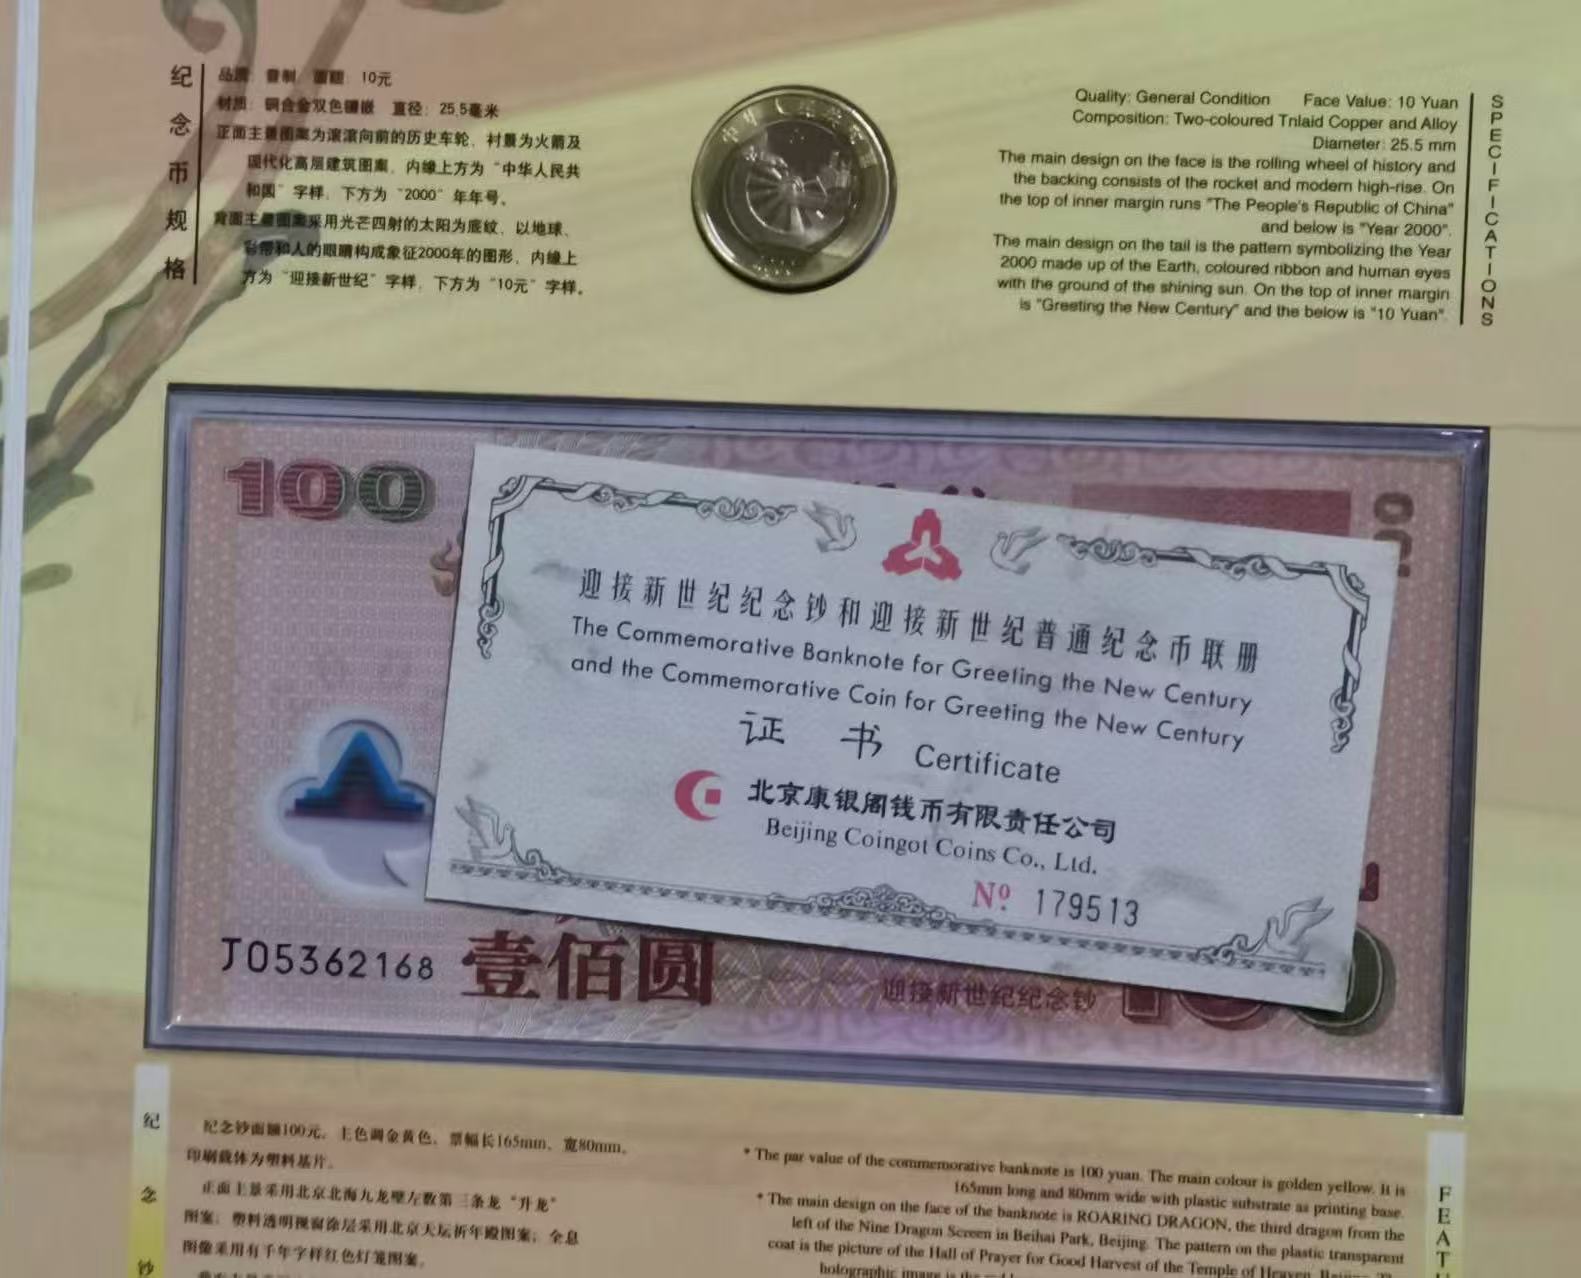 纪念币规格
品质：普制 面额：10元
材质：铜合金双色镶嵌 直径：25.5毫米
正面主景图案为滚滚向前的历史车轮，衬景为火箭及
现代化高层建筑图案，内缘上方为“中华人民共
和国”字样，下方为“2000”年年号。
背面主景图案采用光芒四射的太阳为底纹，以地球、
彩带和人的眼睛构成象征2000年的图形，内缘上
方为“迎接新世纪”字样，下方为“10元”字样。
中华人民共和国
2000
Quality: General Condition Face Value: 10 Yuan
Composition: Two-coloured Tnlaid Copper and Alloy
Diameter: 25.5 mm
The main design on the face is the rolling wheel of history and
the backing consists of the rocket and modern high-rise. On
the top of inner margin runs "The People's Republic of China"
and below is "Year 2000".
The main design on the tail is the pattern symbolizing the Year
2000 made up of the Earth, coloured ribbon and human eyes
with the ground of the shining sun. On the top of inner margin
is "Greeting the New Century" and the below is "10 Yuan".
SPECIFICATIONS
100
迎接新世纪纪念钞和迎接新世纪普通纪念币联册
The Commemorative Banknote for Greeting the New Century
and the Commemorative Coin for Greeting the New Century
证 书 Certificate
北京康银阁钱币有限责任公司
Beijing Coingot Coins Co., Ltd.
Nº 179513
J05362168
壹佰圆
迎接新世纪纪念钞
纪念钞
纪念钞面额100元，主色调金黄色，票幅长165mm，宽80mm，
印刷载体为塑料基片。
正面主景采用北京北海九龙壁左数第三条龙“升龙”
图案；塑料透明视窗涂层采用北京天坛祈年殿图案；全息
图像采用有千年字样红色灯笼图案。
* The par value of the commemorative banknote is 100 yuan. The main colour is golden yellow. It is
165mm long and 80mm wide with plastic substrate as printing base.
* The main design on the face of the banknote is ROARING DRAGON, the third dragon from the
left of the Nine Dragon Screen in Beihai Park, Beijing. The pattern on the plastic transparent
coat is the picture of the Hall of Prayer for Good Harvest of the Temple of Heaven, Beijing. The
holographic image is the
FEAT